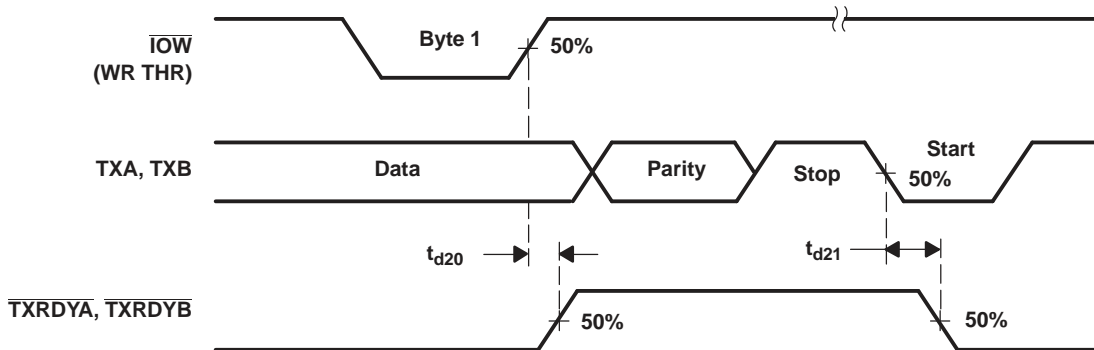 Byte 1
IOW
(WR THR)
50%
TXA, TXB
Data
Parity
Stop
Start
50%
td20
td21
TXRDYA, TXRDYB
50%
50%